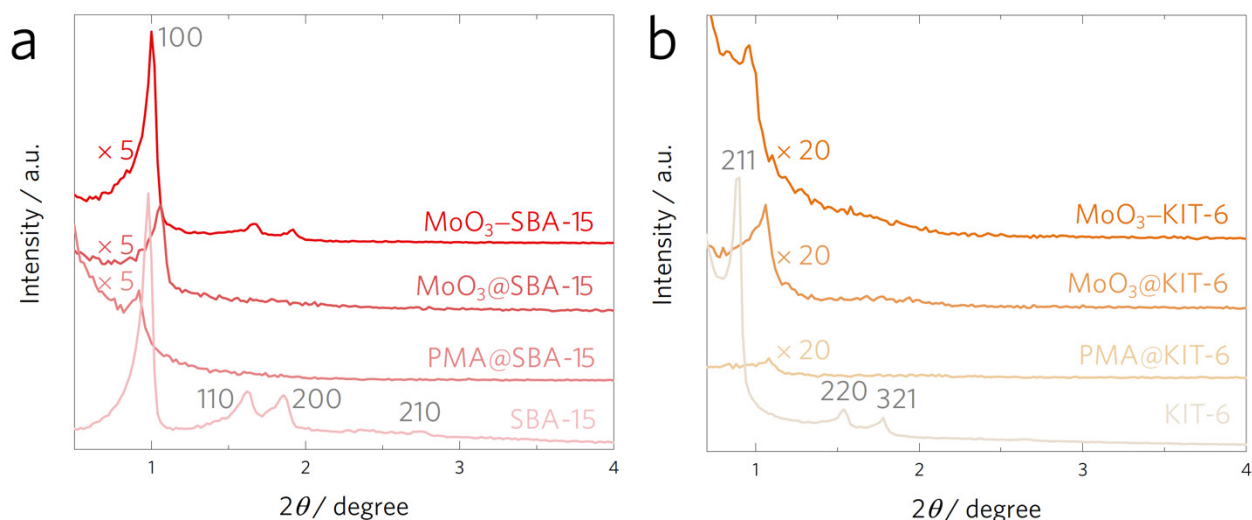 a
100
× 5
MoO₃–SBA-15
× 5
MoO₃@SBA-15
× 5
PMA@SBA-15
110
200
210
SBA-15
Intensity / a.u.
1
2
3
4
2θ / degree
b
× 20
211
MoO₃–KIT-6
× 20
MoO₃@KIT-6
× 20
PMA@KIT-6
220
321
KIT-6
Intensity / a.u.
1
2
3
4
2θ / degree